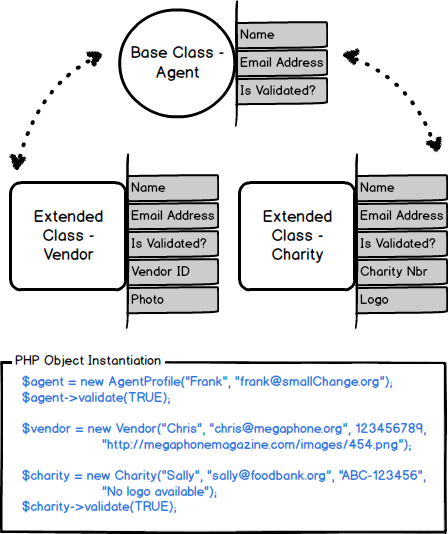 Base Class -
Agent
Name
Email Address
Is Validated?
Extended
Class -
Vendor
Name
Email Address
Is Validated?
Vendor ID
Photo
Extended
Class -
Charity
Name
Email Address
Is Validated?
Charity Nbr
Logo
PHP Object Instantiation
$agent = new AgentProfile("Frank", "frank@smallChange.org");
$agent->validate(TRUE);
$vendor = new Vendor("Chris", "chris@megaphone.org", 123456789,
"http://megaphonemagazine.com/images/454.png");
$charity = new Charity("Sally", "sally@foodbank.org", "ABC-123456",
"No logo available");
$charity->validate(TRUE);